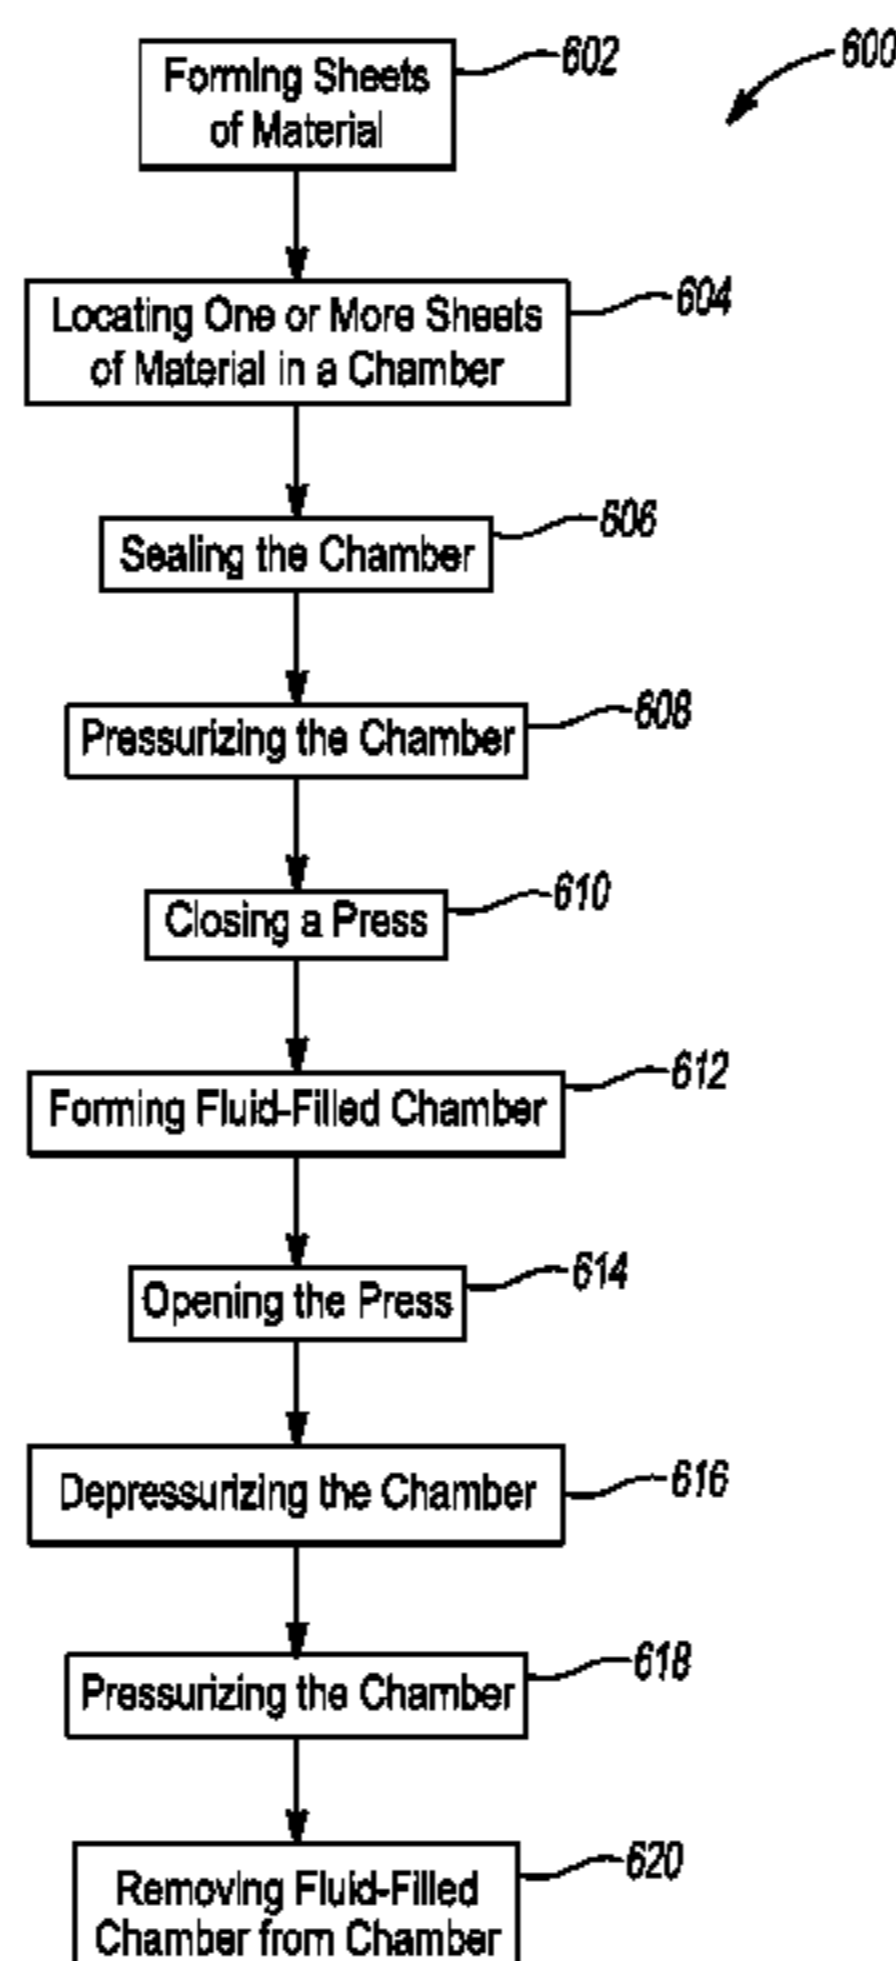 600
602
Forming Sheets
of Material
604
Locating One or More Sheets
of Material in a Chamber
606
Sealing the Chamber
608
Pressurizing the Chamber
610
Closing a Press
612
Forming Fluid-Filled Chamber
614
Opening the Press
616
Depressurizing the Chamber
618
Pressurizing the Chamber
620
Removing Fluid-Filled
Chamber from Chamber